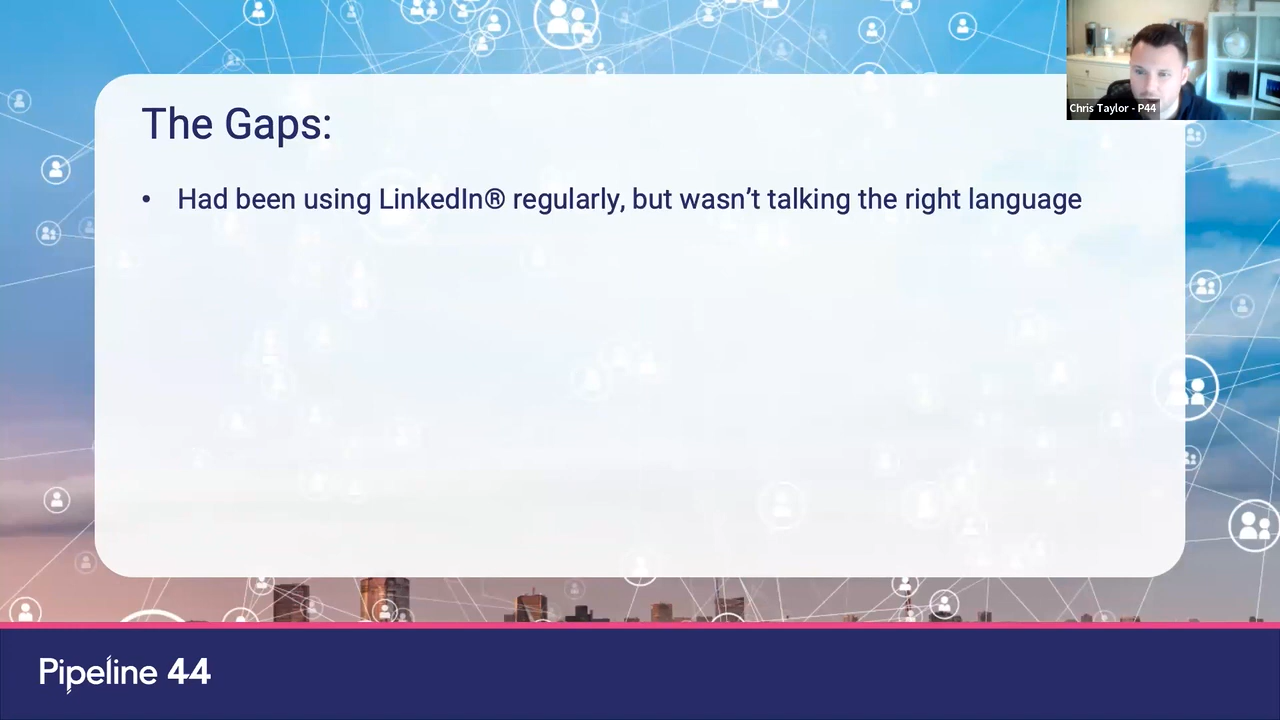 Chris Taylor - P44
The Gaps:
• Had been using LinkedIn® regularly, but wasn’t talking the right language
Pipeline 44